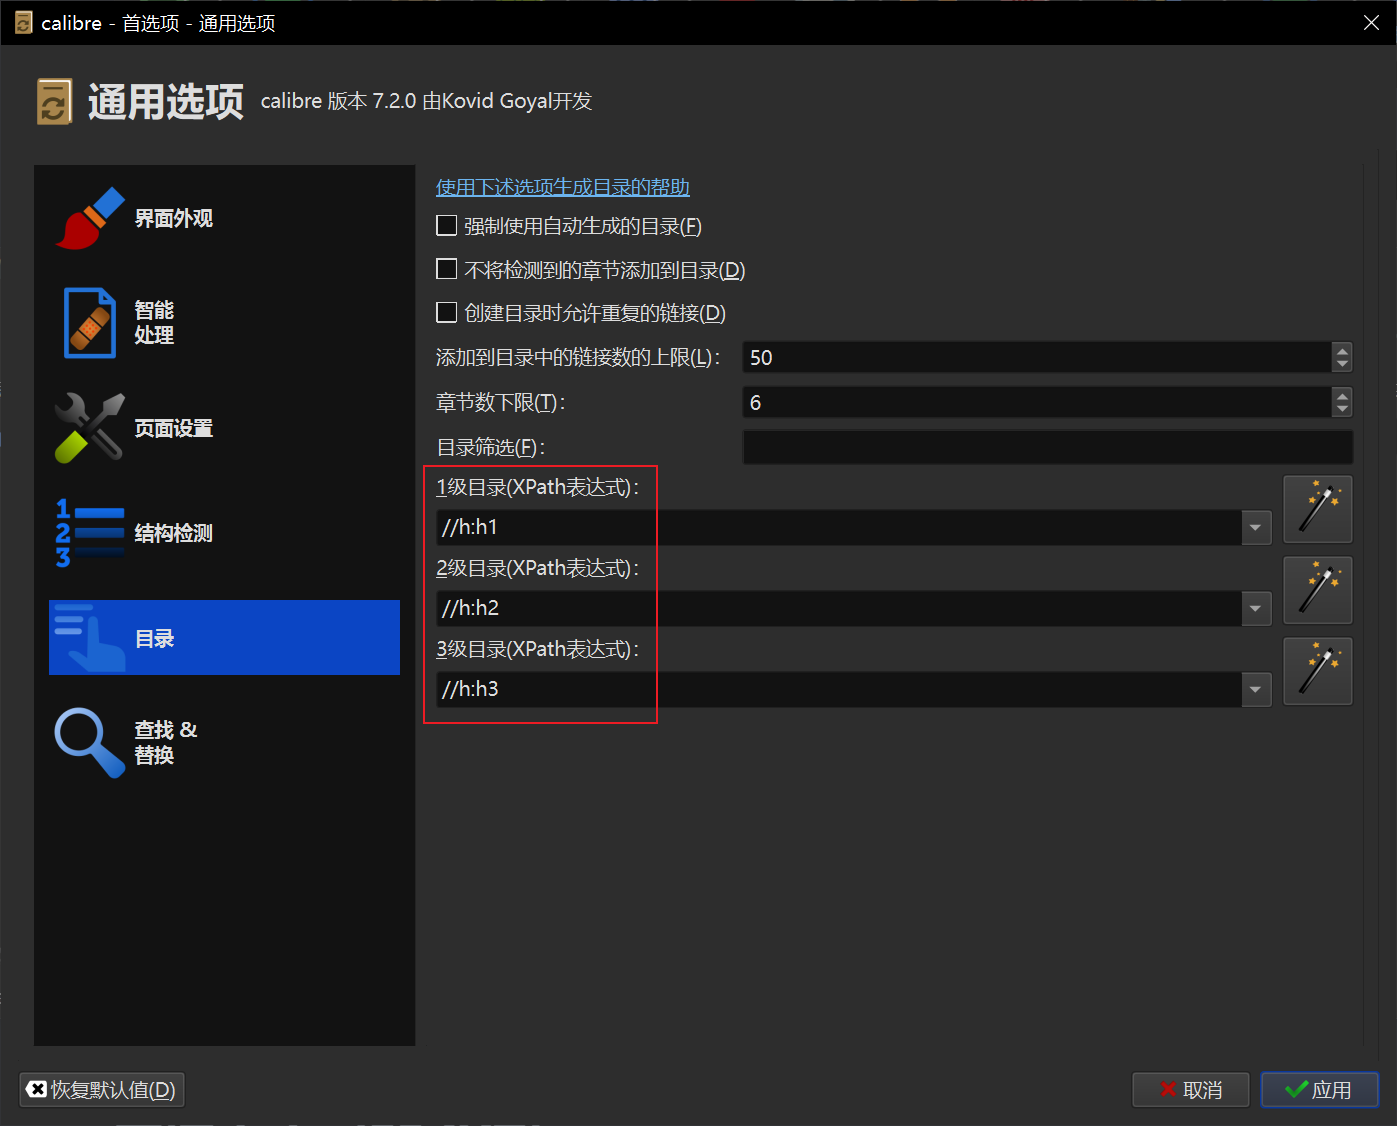 calibre - 首选项 - 通用选项
通用选项 calibre 版本 7.2.0 由Kovid Goyal开发
界面外观
智能
处理
页面设置
1
2
3
结构检测
目录
查找 &
替换
使用下述选项生成目录的帮助
强制使用自动生成的目录(F)
不将检测到的章节添加到目录(D)
创建目录时允许重复的链接(D)
添加到目录中的链接数的上限(L)： 50
章节数下限(T)： 6
目录筛选(F)：
1级目录(XPath表达式)：
//h:h1
2级目录(XPath表达式)：
//h:h2
3级目录(XPath表达式)：
//h:h3
恢复默认值(D)
取消
应用